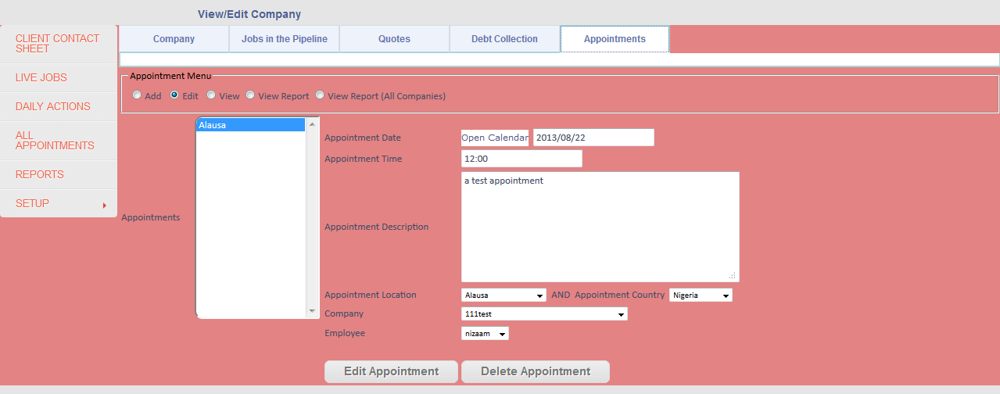 View/Edit Company
CLIENT CONTACT
SHEET
LIVE JOBS
DAILY ACTIONS
ALL
APPOINTMENTS
REPORTS
SETUP
Company Jobs in the Pipeline Quotes Debt Collection Appointments
Appointment Menu
Add Edit View View Report View Report (All Companies)
Appointments
Alausa
Appointment Date Open Calendar 2013/08/22
Appointment Time 12:00
Appointment Description a test appointment
Appointment Location Alausa AND Appointment Country Nigeria
Company 111test
Employee nizaam
Edit Appointment Delete Appointment